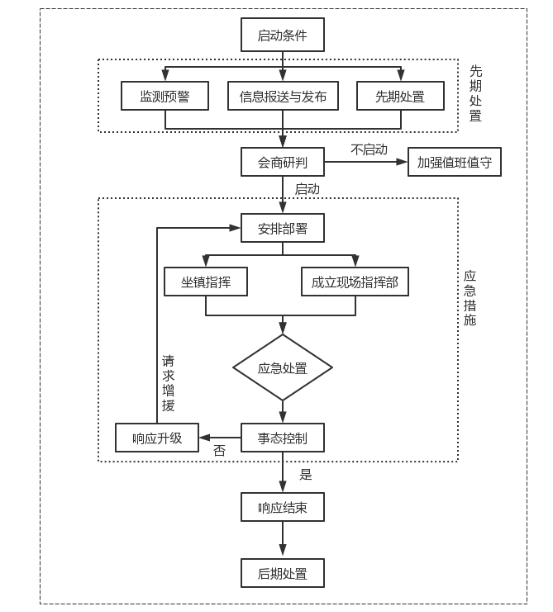 启动条件
监测预警
信息报送与发布
先期处置
先期处置
会商研判
不启动
加强值班值守
启动
安排部署
坐镇指挥
成立现场指挥部
应急措施
应急处置
请求增援
响应升级
否
事态控制
是
响应结束
后期处置